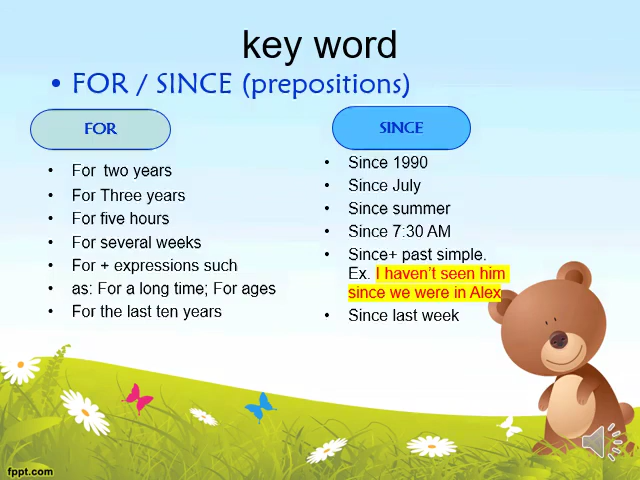 key word
• FOR / SINCE (prepositions)
FOR
• For two years
• For Three years
• For five hours
• For several weeks
• For + expressions such
• as: For a long time; For ages
• For the last ten years
SINCE
• Since 1990
• Since July
• Since summer
• Since 7:30 AM
• Since+ past simple.
Ex. I haven't seen him
since we were in Alex
• Since last week
fppt.com